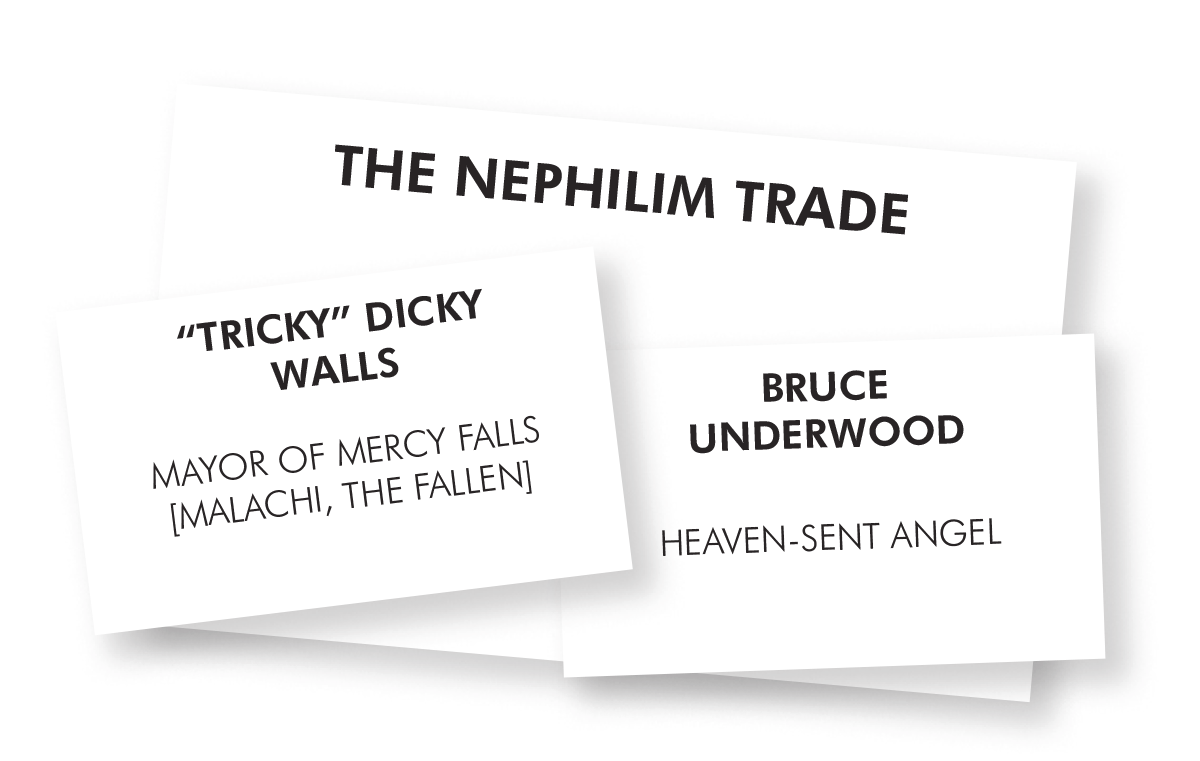 THE NEPHILIM TRADE
“TRICKY” DICKY
WALLS
MAYOR OF MERCY FALLS
[MALACHI, THE FALLEN]
BRUCE
UNDERWOOD
HEAVEN-SENT ANGEL